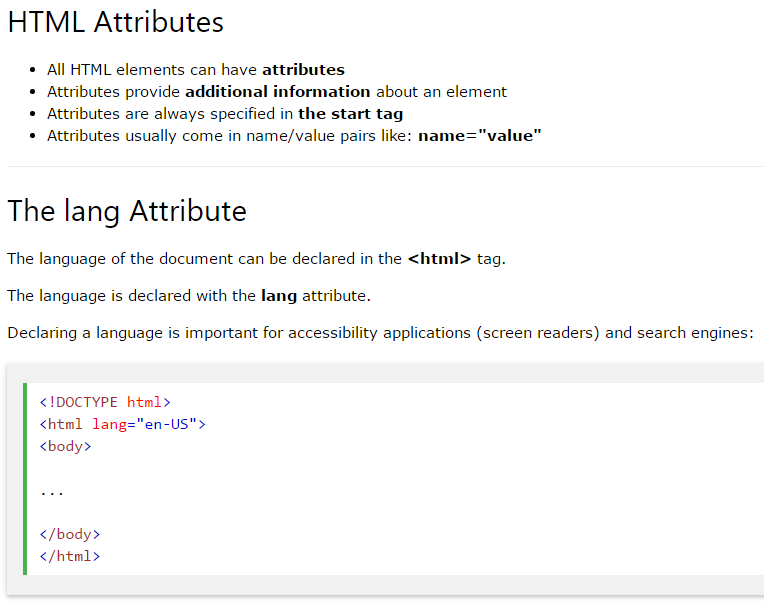 HTML Attributes
• All HTML elements can have attributes
• Attributes provide additional information about an element
• Attributes are always specified in the start tag
• Attributes usually come in name/value pairs like: name="value"
The lang Attribute
The language of the document can be declared in the <html> tag.
The language is declared with the lang attribute.
Declaring a language is important for accessibility applications (screen readers) and search engines:
<!DOCTYPE html>
<html lang="en-US">
<body>
...
</body>
</html>